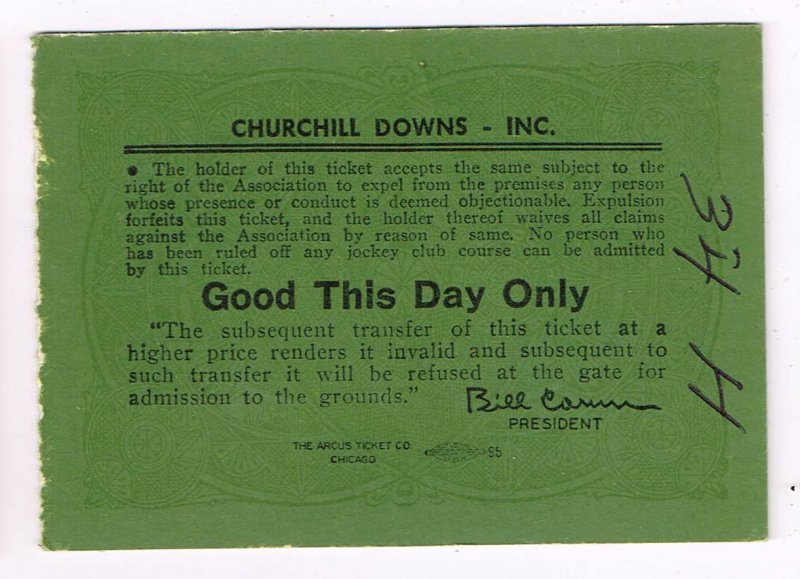 CHURCHILL DOWNS - INC.
• The holder of this ticket accepts the same subject to the
right of the Association to expel from the premises any person
whose presence or conduct is deemed objectionable. Expulsion
forfeits this ticket, and the holder thereof waives all claims
against the Association by reason of same. No person who
has been ruled off any jockey club course can be admitted
by this ticket.
Good This Day Only
“The subsequent transfer of this ticket at a
higher price renders it invalid and subsequent to
such transfer it will be refused at the gate for
admission to the grounds.”
Bill Corum
PRESIDENT
THE ARCUS TICKET CO
CHICAGO
95